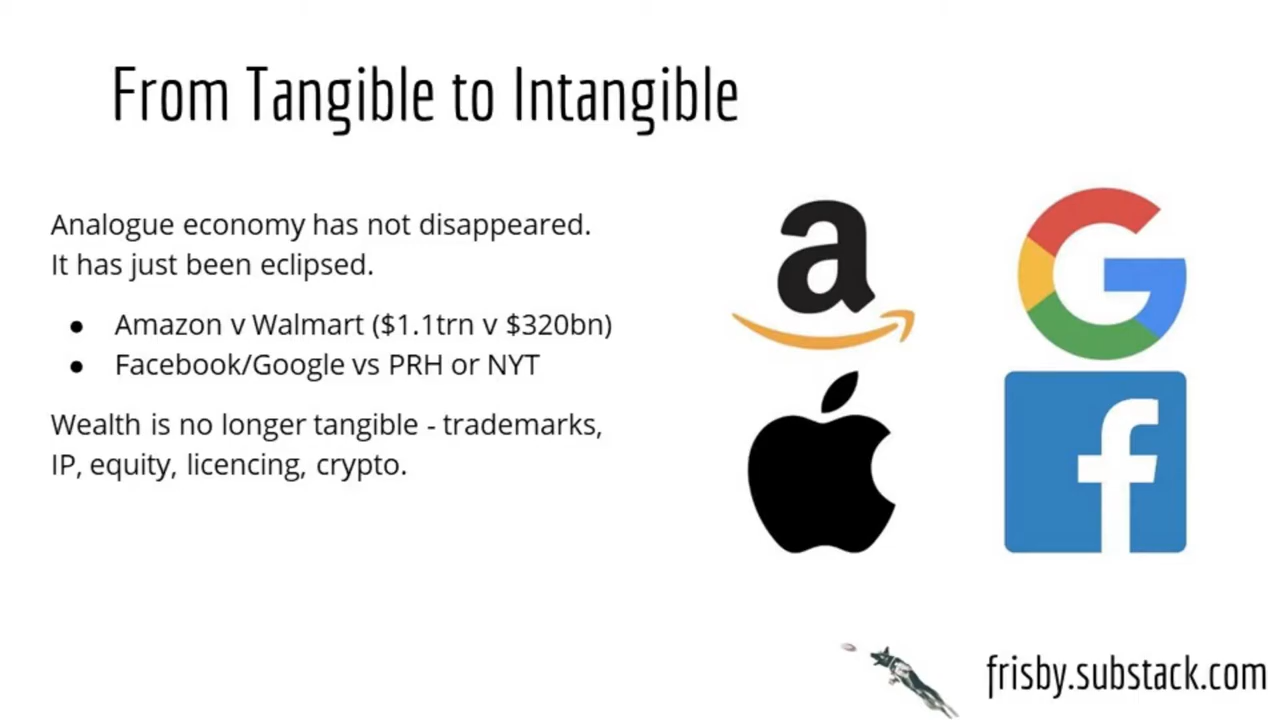 From Tangible to Intangible
Analogue economy has not disappeared.
It has just been eclipsed.
● Amazon v Walmart ($1.1trn v $320bn)
● Facebook/Google vs PRH or NYT
Wealth is no longer tangible - trademarks,
IP, equity, licencing, crypto.
a
G
f
frisby.substack.com